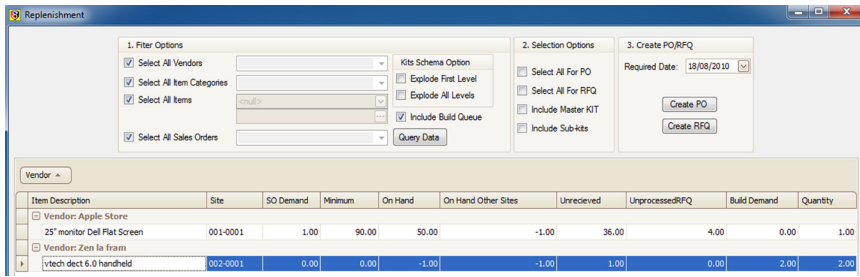 Replenishment
1. Fiter Options
Select All Vendors
Select All Item Categories
Select All Items
<null>
Select All Sales Orders
Kits Schema Option
Explode First Level
Explode All Levels
Include Build Queue
Query Data
2. Selection Options
Select All For PO
Select All For RFQ
Include Master KIT
Include Sub-kits
3. Create PO/RFQ
Required Date: 18/08/2010
Create PO
Create RFQ
Vendor
Item Description Site SO Demand Minimum On Hand On Hand Other Sites Unrecieved UnprocessedRFQ Build Demand Quantity
Vendor: Apple Store
25" monitor Dell Flat Screen 001-0001 1.00 90.00 50.00 -1.00 36.00 4.00 0.00 1.00
Vendor: Zen la fram
vtech dect 6.0 handheld 002-0001 0.00 0.00 -1.00 -1.00 1.00 0.00 2.00 2.00